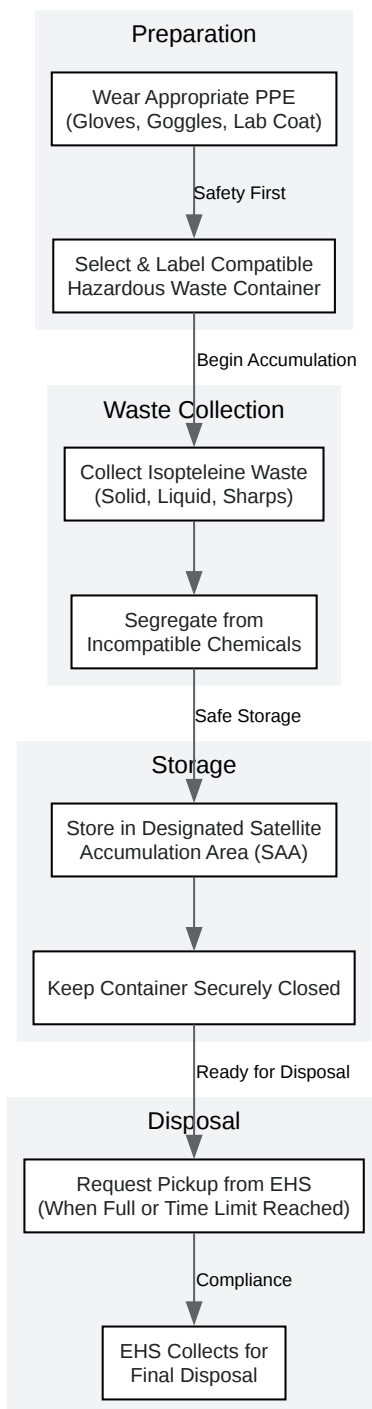 Preparation
Wear Appropriate PPE
(Gloves, Goggles, Lab Coat)
Safety First
Select & Label Compatible
Hazardous Waste Container
Begin Accumulation
Waste Collection
Collect Isopteleine Waste
(Solid, Liquid, Sharps)
Segregate from
Incompatible Chemicals
Safe Storage
Storage
Store in Designated Satellite
Accumulation Area (SAA)
Keep Container Securely Closed
Ready for Disposal
Disposal
Request Pickup from EHS
(When Full or Time Limit Reached)
Compliance
EHS Collects for
Final Disposal